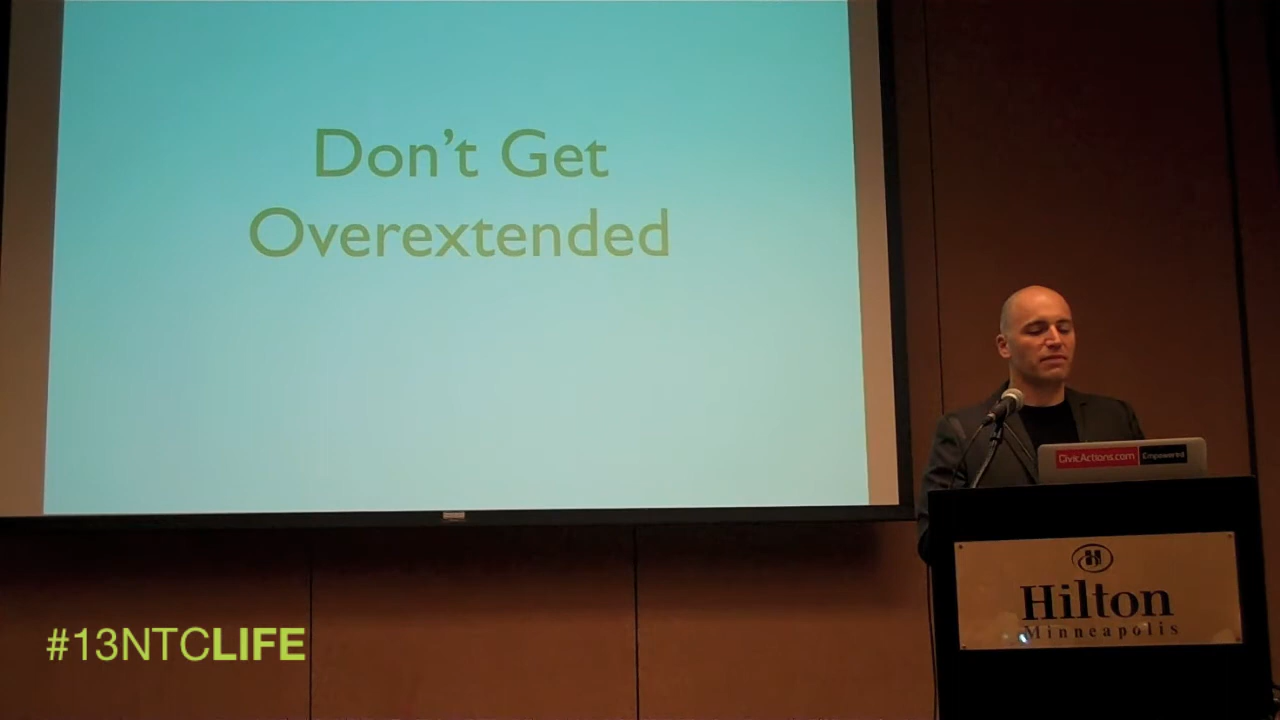 Don't Get
Overextended
CivicActions.com Empowered
H
Hilton
Minneapolis
#13NTCLIFE